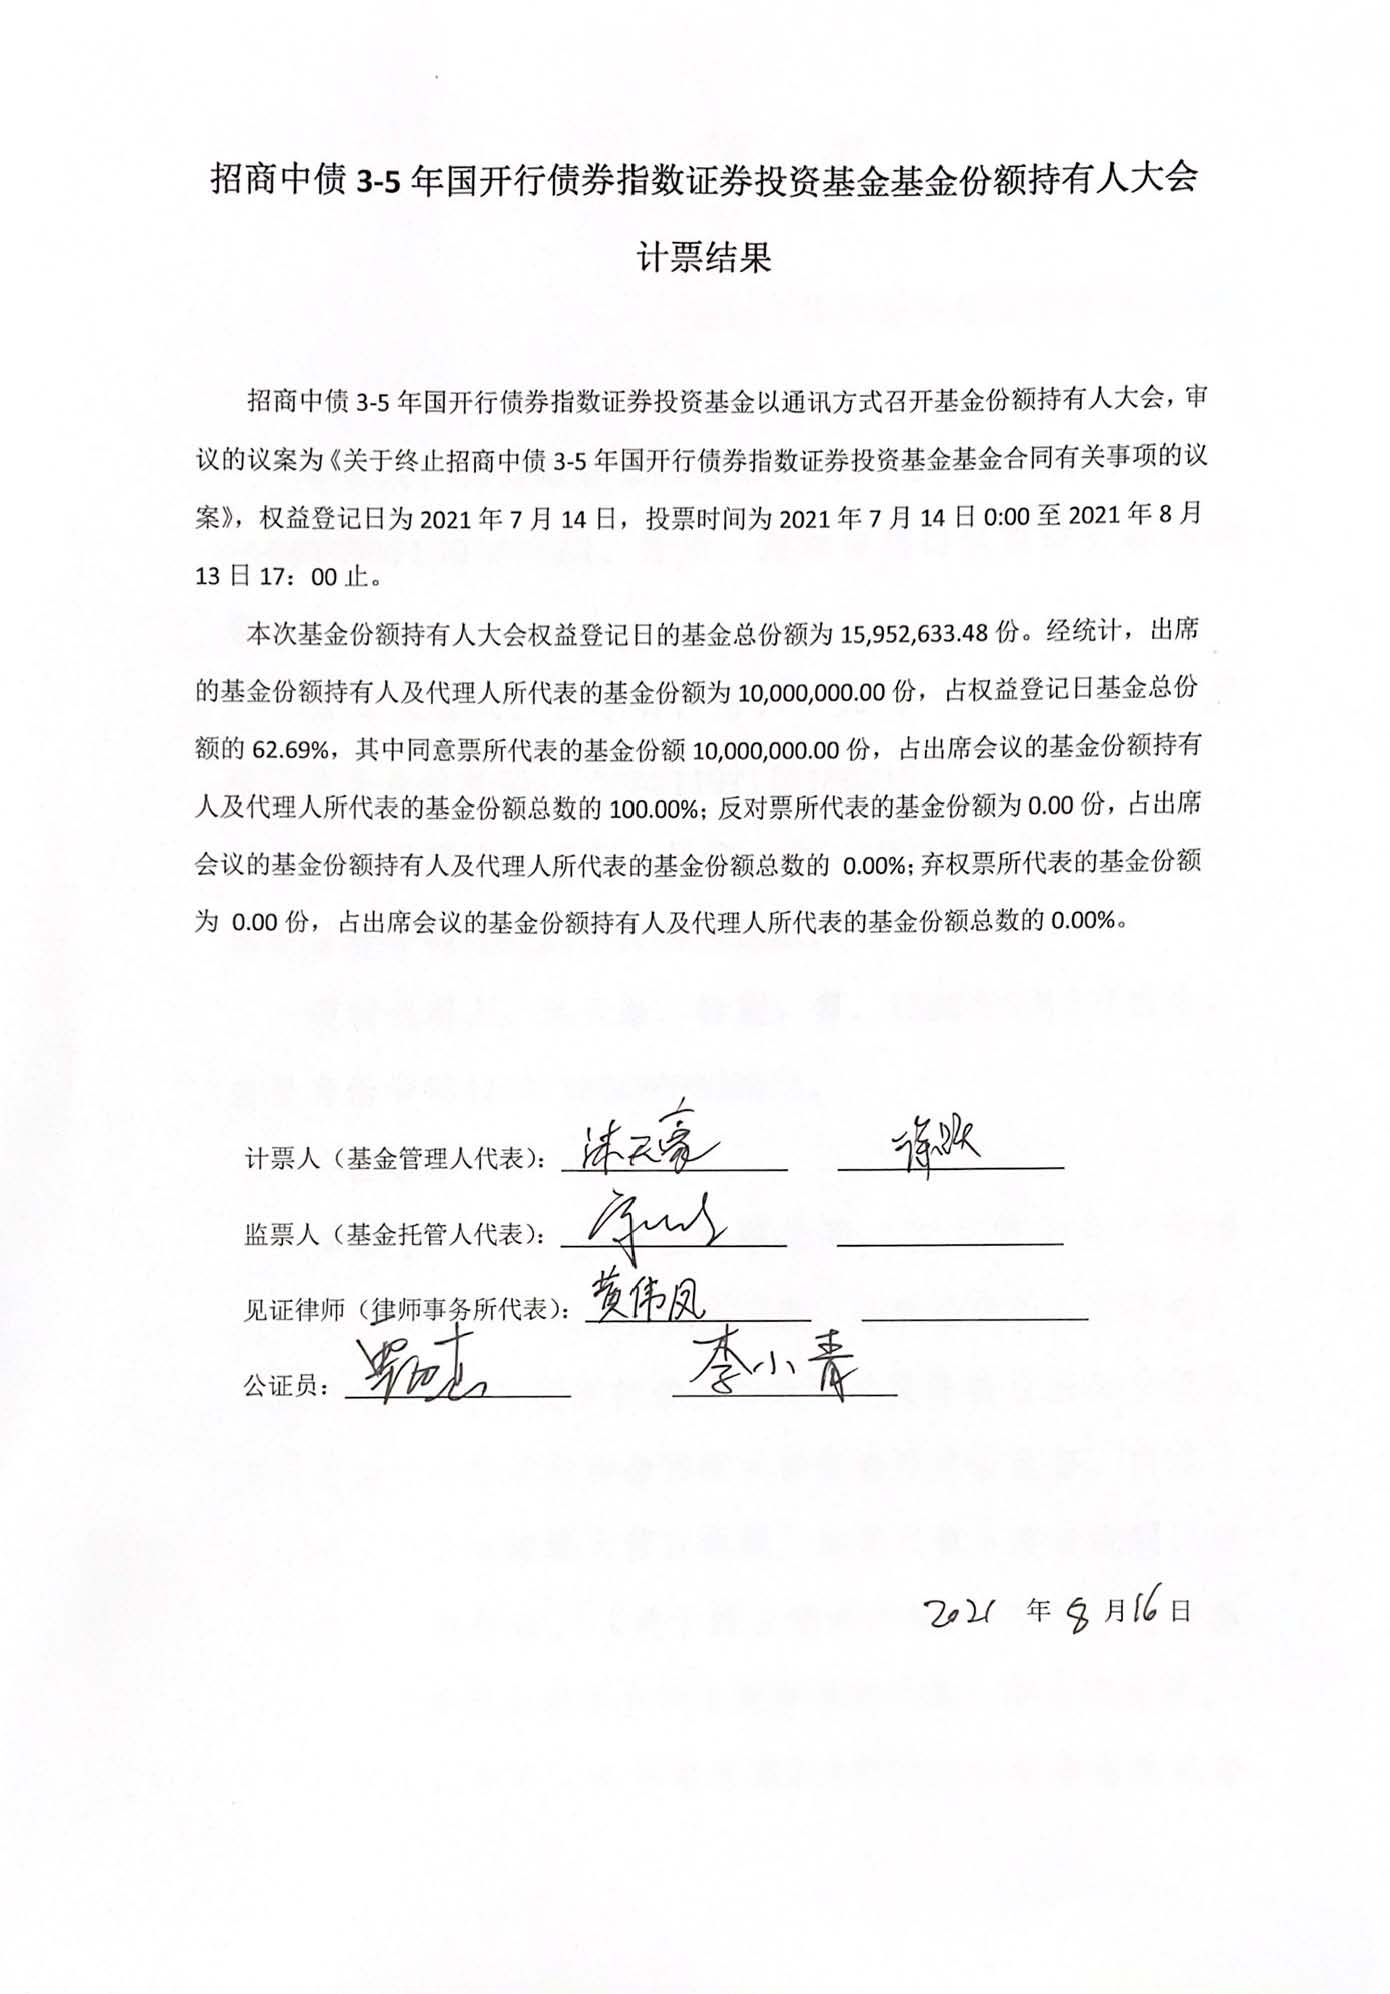 招商中债 3-5 年国开行债券指数证券投资基金基金份额持有人大会
计票结果
招商中债 3-5 年国开行债券指数证券投资基金以通讯方式召开基金份额持有人大会，审
议的议案为《关于终止招商中债 3-5 年国开行债券指数证券投资基金基金合同有关事项的议
案》，权益登记日为 2021 年 7 月 14 日，投票时间为 2021 年 7 月 14 日 0:00 至 2021 年 8 月
13 日 17：00 止。
本次基金份额持有人大会权益登记日的基金总份额为 15,952,633.48 份。经统计，出席
的基金份额持有人及代理人所代表的基金份额为 10,000,000.00 份，占权益登记日基金总份
额的 62.69%，其中同意票所代表的基金份额 10,000,000.00 份，占出席会议的基金份额持有
人及代理人所代表的基金份额总数的 100.00%；反对票所代表的基金份额为 0.00 份，占出席
会议的基金份额持有人及代理人所代表的基金份额总数的 0.00%；弃权票所代表的基金份额
为 0.00 份，占出席会议的基金份额持有人及代理人所代表的基金份额总数的 0.00%。
计票人（基金管理人代表）：
监票人（基金托管人代表）：
见证律师（律师事务所代表）：黄伟凤
公证员： 李小青
2021 年 8 月 16 日